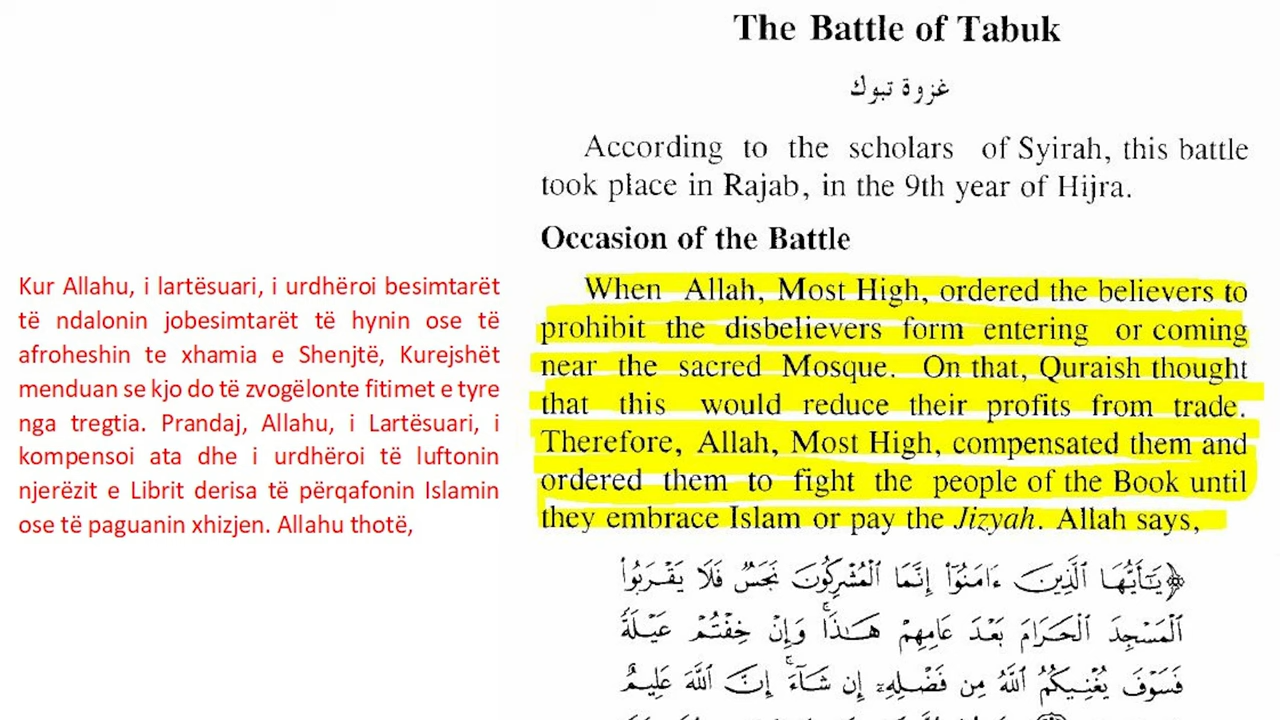 Kur Allahu, i lartësuari, i urdhëroi besimtarët
të ndalonin jobesimtarët të hynin ose të
afroheshin te xhamia e Shenjtë, Kurejshët
menduan se kjo do të zvogëlonte fitimet e tyre
nga tregtia. Prandaj, Allahu, i Lartësuari, i
kompensoi ata dhe i urdhëroi të luftonin
njerëzit e Librit derisa të përqafonin Islamin
ose të paguanin xhizjen. Allahu thotë,
The Battle of Tabuk
غزوة تبوك
According to the scholars of Syirah, this battle
took place in Rajab, in the 9th year of Hijra.
Occasion of the Battle
When Allah, Most High, ordered the believers to
prohibit the disbelievers form entering or coming
near the sacred Mosque. On that, Quraish thought
that this would reduce their profits from trade.
Therefore, Allah, Most High, compensated them and
ordered them to fight the people of the Book until
they embrace Islam or pay the Jizyah. Allah says,
﴿يَـٰٓأَيُّهَا ٱلَّذِينَ ءَامَنُوٓا۟ إِنَّمَا ٱلْمُشْرِكُونَ نَجَسٌ فَلَا يَقْرَبُوا۟
ٱلْمَسْجِدَ ٱلْحَرَامَ بَعْدَ عَامِهِمْ هَـٰذَا ۚ وَإِنْ خِفْتُمْ عَيْلَةً
فَسَوْفَ يُغْنِيكُمُ ٱللَّهُ مِن فَضْلِهِۦٓ إِن شَآءَ ۚ إِنَّ ٱللَّهَ عَلِيمٌ